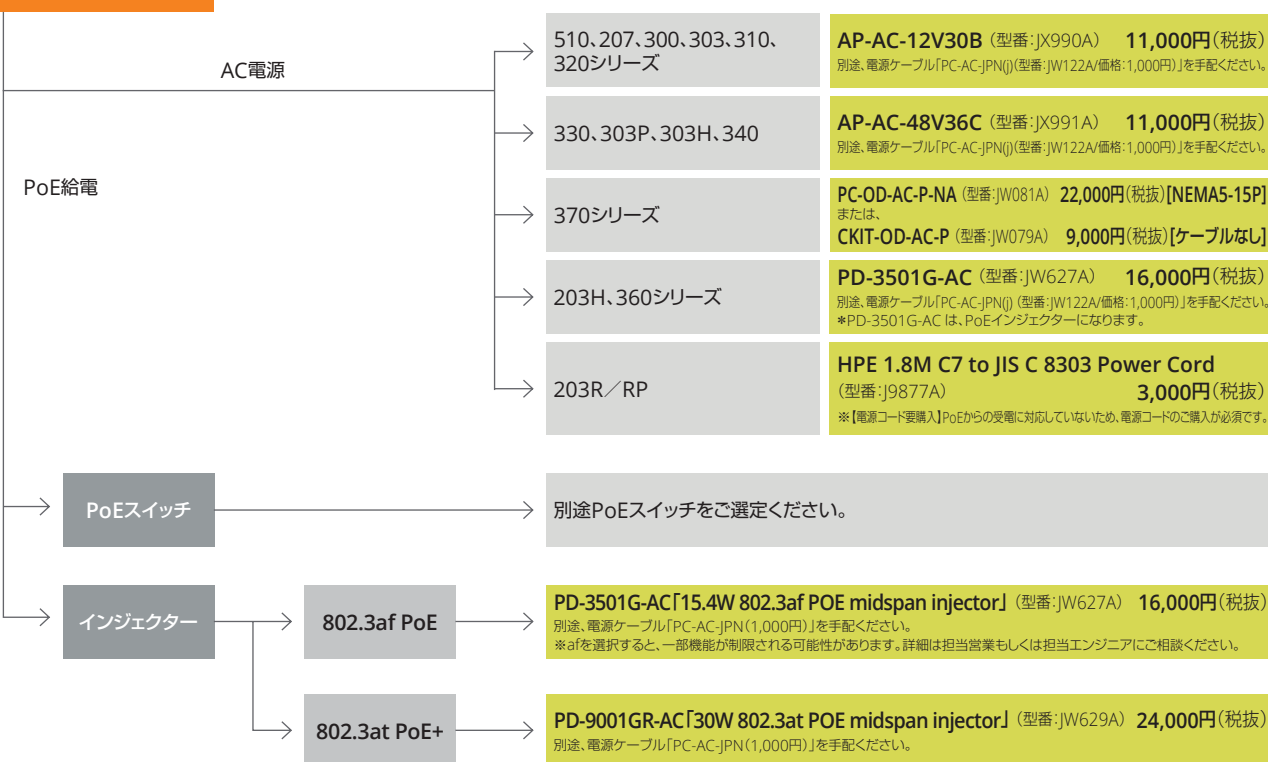 AC電源
510、207、300、303、310、
320シリーズ
AP-AC-12V30B（型番:JX990A） 11,000円(税抜)
別途、電源ケーブル「PC-AC-JPN(j)(型番:JW122A/価格:1,000円)」を手配ください。
330、303P、303H、340
AP-AC-48V36C（型番:JX991A） 11,000円(税抜)
別途、電源ケーブル「PC-AC-JPN(j)(型番:JW122A/価格:1,000円)」を手配ください。
PoE給電
370シリーズ
PC-OD-AC-P-NA（型番:JW081A） 22,000円(税抜)[NEMA5-15P]
または、
CKIT-OD-AC-P（型番:JW079A） 9,000円(税抜)[ケーブルなし]
203H、360シリーズ
PD-3501G-AC（型番:JW627A） 16,000円(税抜)
別途、電源ケーブル「PC-AC-JPN(j) (型番:JW122A/価格:1,000円)」を手配ください。
*PD-3501G-AC は、PoEインジェクターになります。
203R／RP
HPE 1.8M C7 to JIS C 8303 Power Cord
（型番:J9877A） 3,000円(税抜)
※【電源コード要購入】PoEからの受電に対応していないため、電源コードのご購入が必須です。
PoEスイッチ
別途PoEスイッチをご選定ください。
インジェクター
802.3af PoE
PD-3501G-AC「15.4W 802.3af POE midspan injector」（型番:JW627A） 16,000円(税抜)
別途、電源ケーブル「PC-AC-JPN（1,000円）」を手配ください。
※afを選択すると、一部機能が制限される可能性があります。詳細は担当営業もしくは担当エンジニアにご相談ください。
802.3at PoE+
PD-9001GR-AC「30W 802.3at POE midspan injector」（型番:JW629A） 24,000円(税抜)
別途、電源ケーブル「PC-AC-JPN（1,000円）」を手配ください。